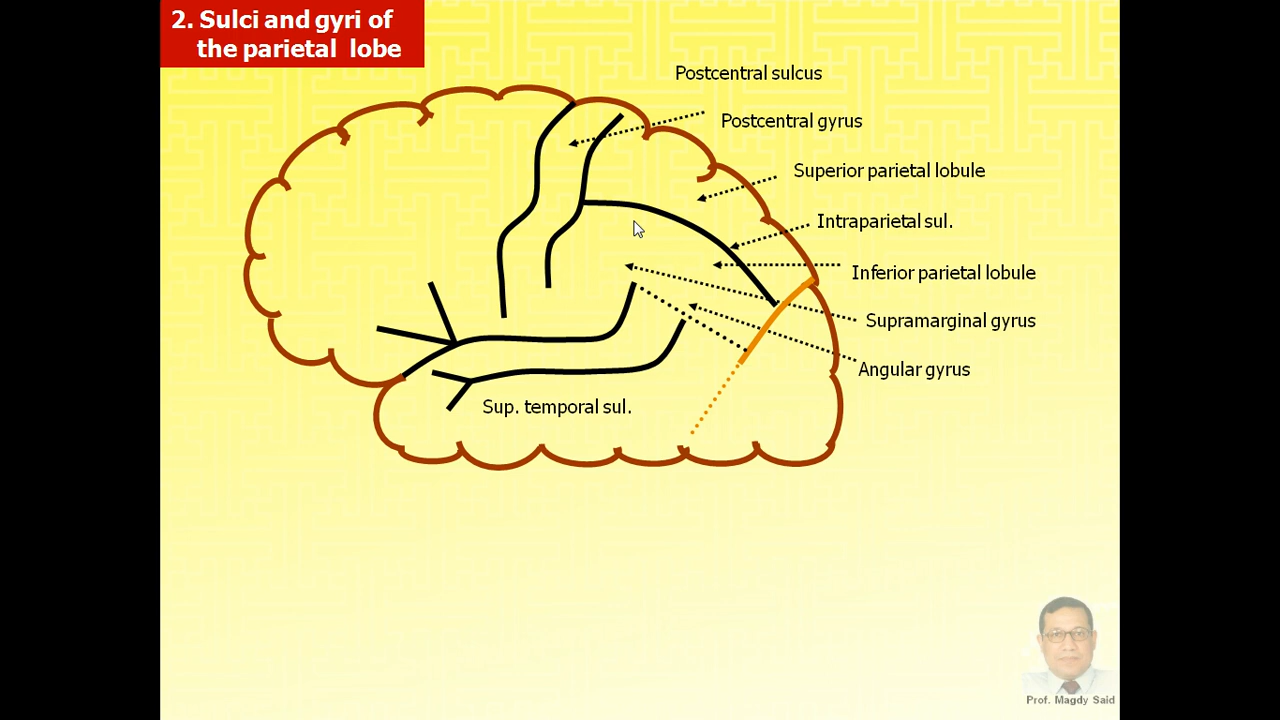 2. Sulci and gyri of
the parietal lobe
Postcentral sulcus
Postcentral gyrus
Superior parietal lobule
Intraparietal sul.
Inferior parietal lobule
Supramarginal gyrus
Angular gyrus
Sup. temporal sul.
Prof. Magdy Said